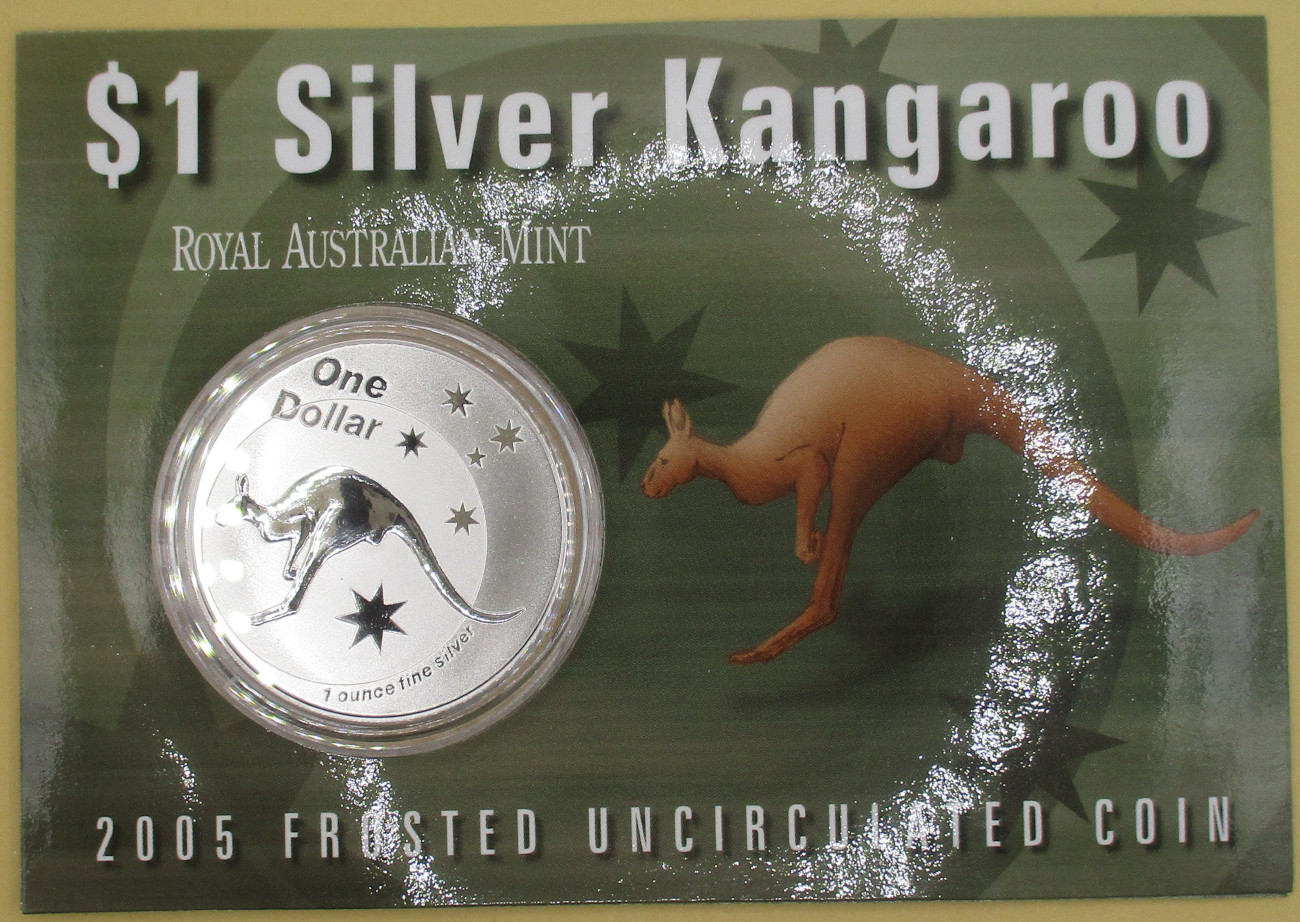 $1 Silver Kangaroo
ROYAL AUSTRALIAN MINT
One
Dollar
1 ounce fine silver
2005 FROSTED UNCIRCULATED COIN